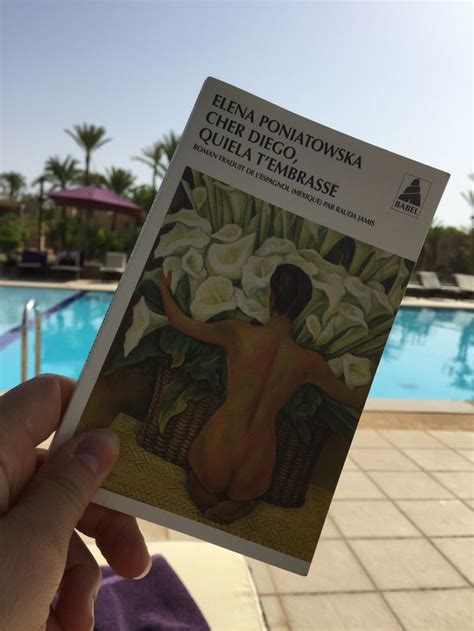 ELENA PONIATOWSKA
CHER DIEGO,
QUIELA T'EMBRASSE
ROMAN TRADUIT DE L'ESPAGNOL (MEXIQUE) PAR RAUDA JAMIS
BABEL